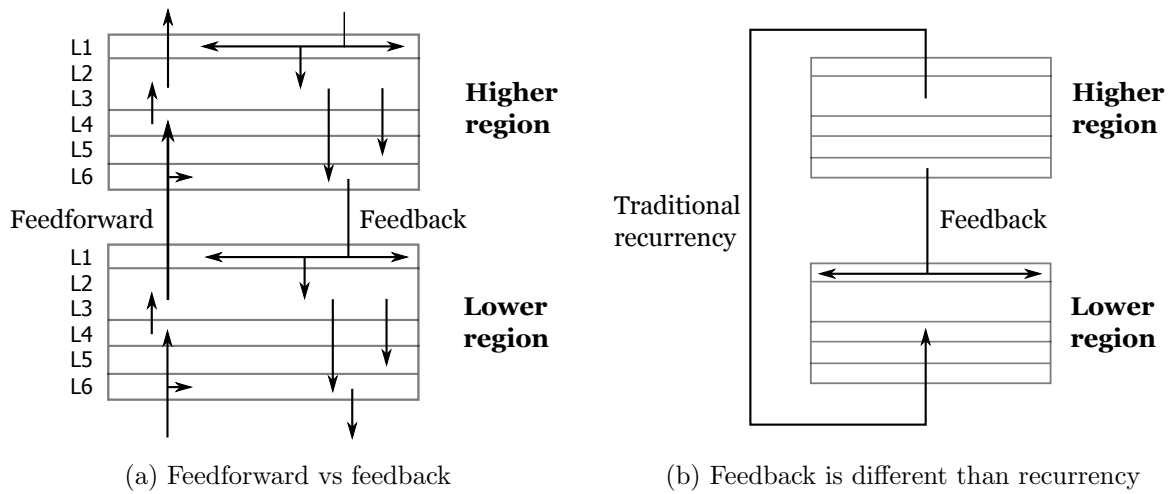 L1
L2
L3
L4
L5
L6
Higher
region
Feedforward
Feedback
L1
L2
L3
L4
L5
L6
Lower
region
(a) Feedforward vs feedback
Higher
region
Traditional
recurrency
Feedback
Lower
region
(b) Feedback is different than recurrency